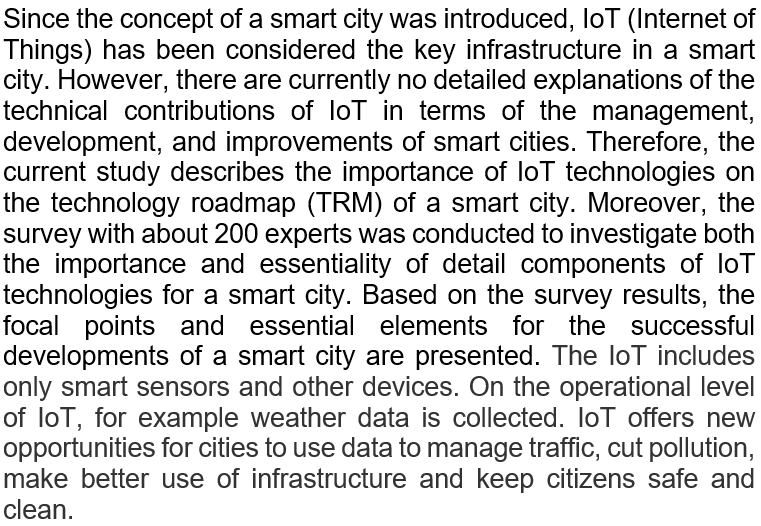 Since the concept of a smart city was introduced, IoT (Internet of
Things) has been considered the key infrastructure in a smart
city. However, there are currently no detailed explanations of the
technical contributions of IoT in terms of the management,
development, and improvements of smart cities. Therefore, the
current study describes the importance of IoT technologies on
the technology roadmap (TRM) of a smart city. Moreover, the
survey with about 200 experts was conducted to investigate both
the importance and essentiality of detail components of IoT
technologies for a smart city. Based on the survey results, the
focal points and essential elements for the successful
developments of a smart city are presented. The IoT includes
only smart sensors and other devices. On the operational level
of IoT, for example weather data is collected. IoT offers new
opportunities for cities to use data to manage traffic, cut pollution,
make better use of infrastructure and keep citizens safe and
clean.